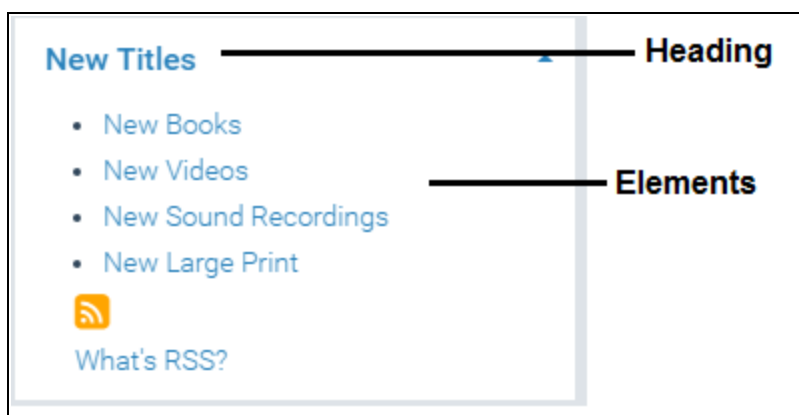 New Titles
Heading
New Books
New Videos
Elements
New Sound Recordings
New Large Print
What's RSS?